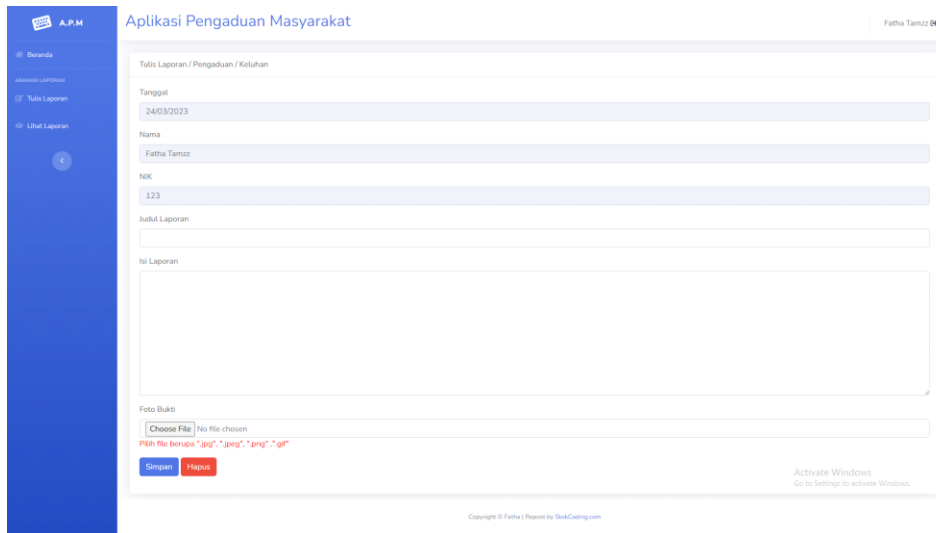 A.P.M
Aplikasi Pengaduan Masyarakat
Fatha Tamzz
Beranda
ARAHAN LAPORAN
Tulis Laporan
Lihat Laporan
Tulis Laporan / Pengaduan / Keluhan
Tanggal
24/03/2023
Nama
Fatha Tamzz
NIK
123
Judul Laporan
Isi Laporan
Foto Bukti
Choose File No file chosen
Pilih file berupa ".jpg", ".jpeg", ".png" ,".gif"
Simpan Hapus
Activate Windows
Go to Settings to activate Windows.
Copyright © Fatha | Repost by StokCoding.com